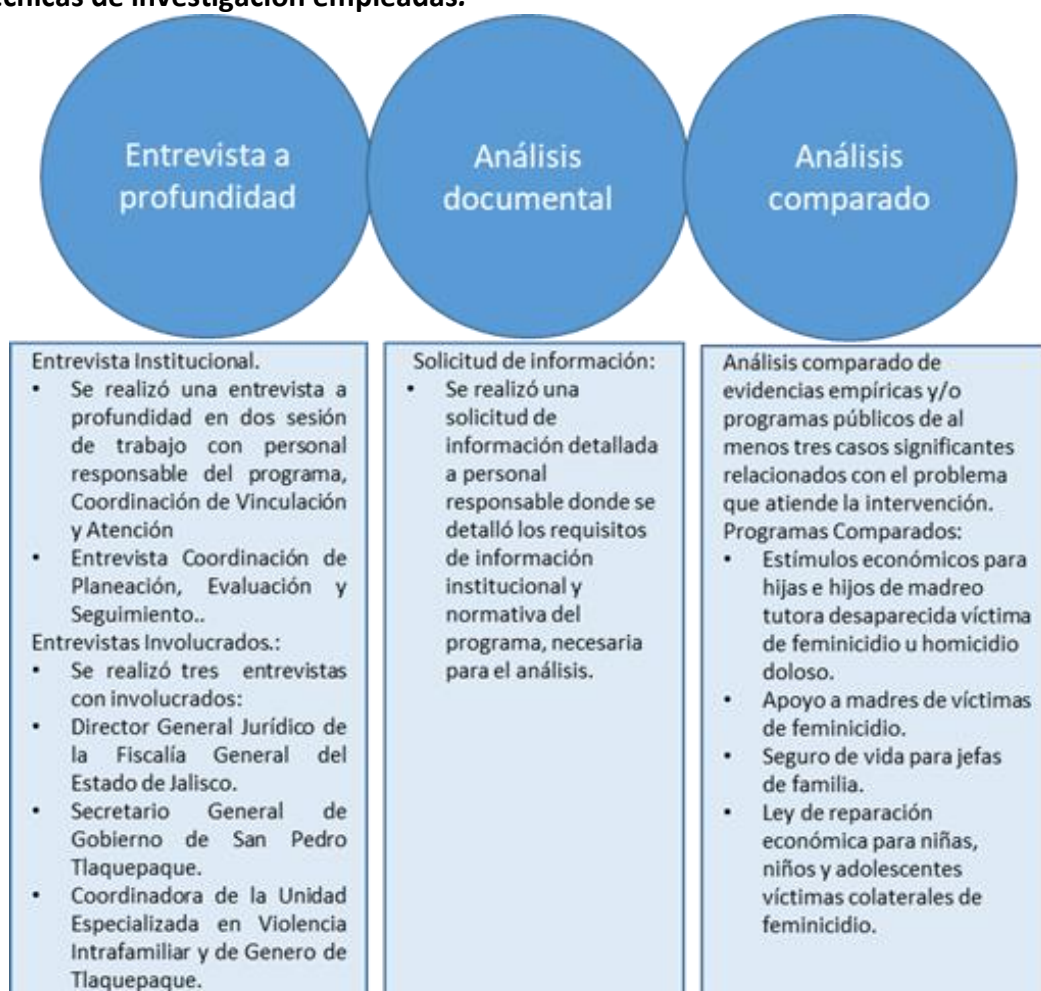 écnicas de investigación empleadas.
Entrevista a
profundidad
Análisis
documental
Análisis
comparado
Entrevista Institucional.
• Se realizó una entrevista a
profundidad en dos sesión
de trabajo con personal
responsable del programa,
Coordinación de Vinculación
y Atención
• Entrevista Coordinación de
Planeación, Evaluación y
Seguimiento..
Entrevistas Involucrados.:
• Se realizó tres entrevistas
con involucrados:
• Director General Jurídico de
la Fiscalía General del
Estado de Jalisco.
• Secretario General de
Gobierno de San Pedro
Tlaquepaque.
• Coordinadora de la Unidad
Especializada en Violencia
Intrafamiliar y de Genero de
Tlaquepaque.
Solicitud de información:
• Se realizó una
solicitud de
información detallada
a personal
responsable donde se
detalló los requisitos
de información
institucional y
normativa del
programa, necesaria
para el análisis.
Análisis comparado de
evidencias empíricas y/o
programas públicos de al
menos tres casos significantes
relacionados con el problema
que atiende la intervención.
Programas Comparados:
• Estímulos económicos para
hijas e hijos de madreo
tutora desaparecida víctima
de feminicidio u homicidio
doloso.
• Apoyo a madres de víctimas
de feminicidio.
• Seguro de vida para jefas
de familia.
• Ley de reparación
económica para niñas,
niños y adolescentes
víctimas colaterales de
feminicidio.